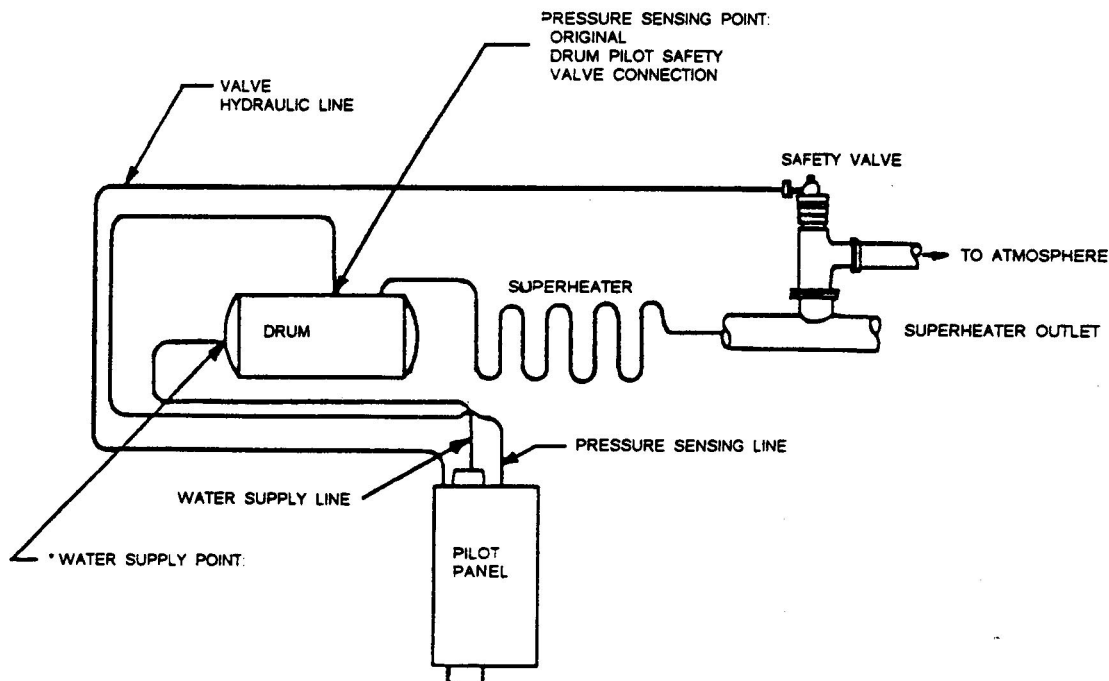 PRESSURE SENSING POINT:
ORIGINAL
DRUM PILOT SAFETY
VALVE CONNECTION
VALVE
HYDRAULIC LINE
SAFETY VALVE
TO ATMOSPHERE
SUPERHEATER
DRUM
SUPERHEATER OUTLET
PRESSURE SENSING LINE
WATER SUPPLY LINE
*WATER SUPPLY POINT:
PILOT
PANEL